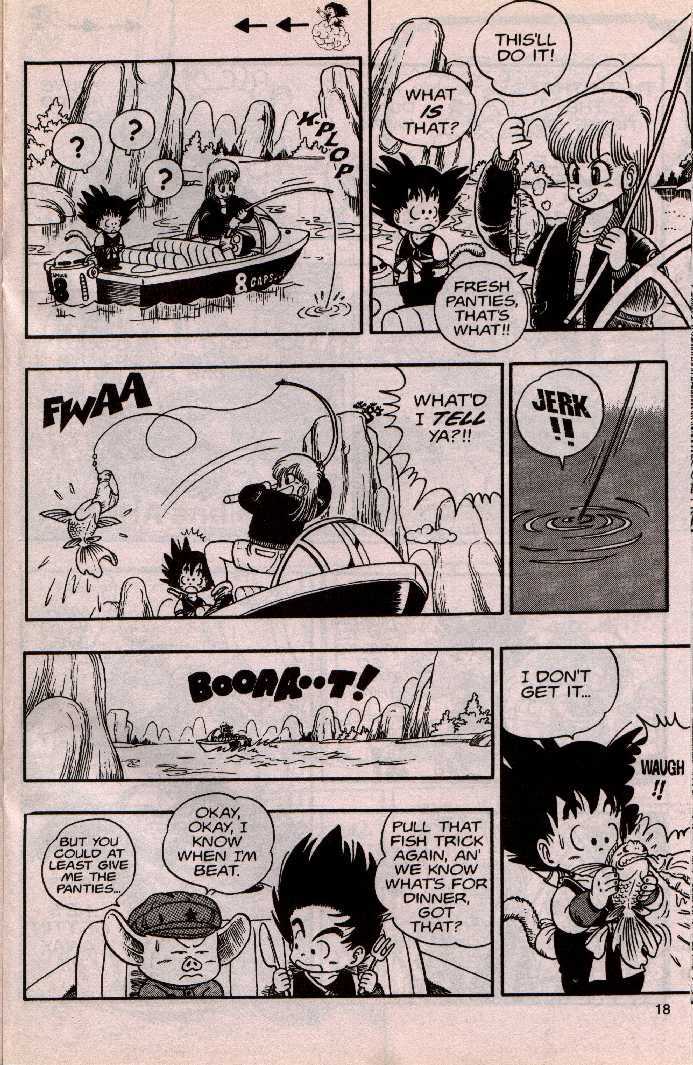 THIS'LL
DO IT!
WHAT
IS
THAT?
FRESH
PANTIES,
THAT'S
WHAT!!
K-PLOP
?
?
?
8
8 CAPS.
JERK
!!
WHAT'D
I TELL
YA?!!
FWAA
I DON'T
GET IT...
WAUGH
!!
BOOAA••T!
PULL THAT
FISH TRICK
AGAIN, AN'
WE KNOW
WHAT'S FOR
DINNER,
GOT
THAT?
OKAY,
OKAY, I
KNOW
WHEN I'M
BEAT.
BUT YOU
COULD AT
LEAST GIVE
ME THE
PANTIES...
18